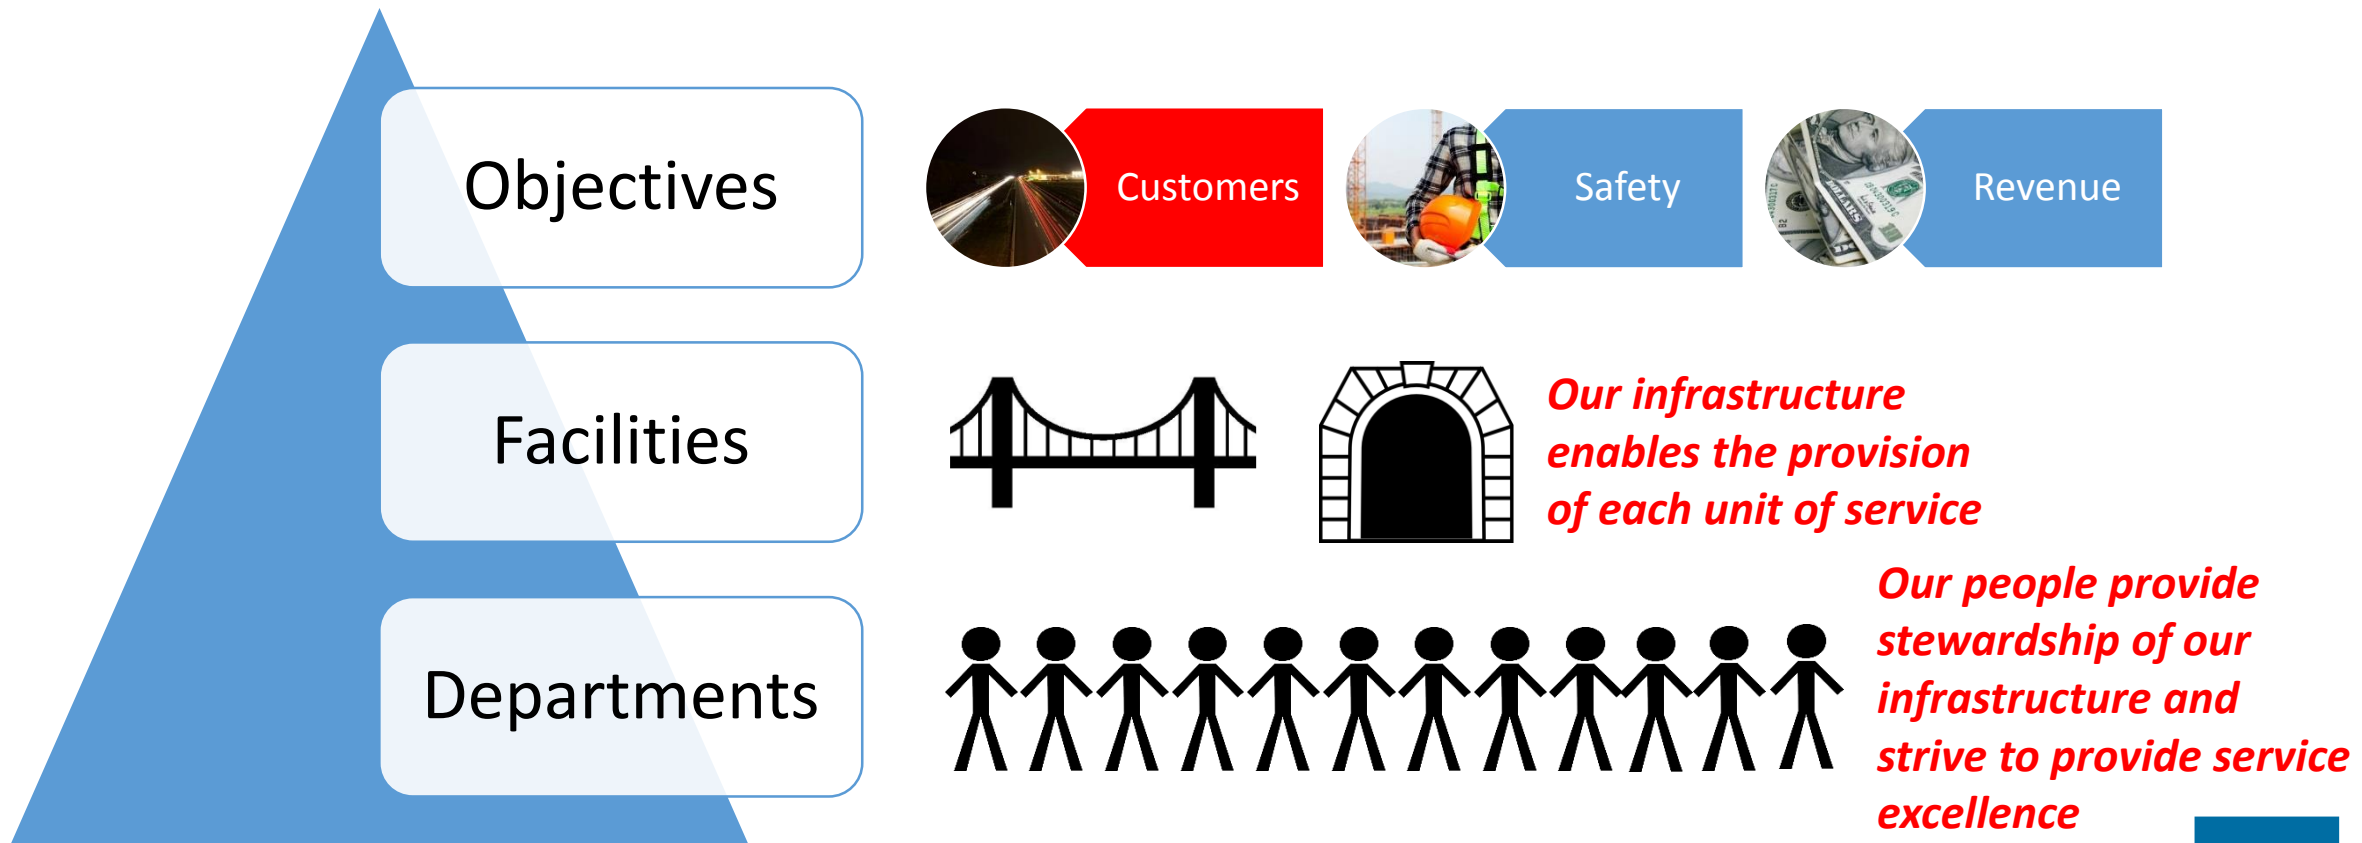 Objectives
Customers
Safety
Revenue
Facilities
Our infrastructure
enables the provision
of each unit of service
Departments
Our people provide
stewardship of our
infrastructure and
strive to provide service
excellence